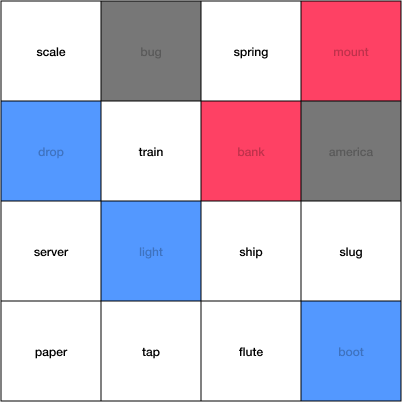 scale bug spring mount
drop train bank america
server light ship slug
paper tap flute boot